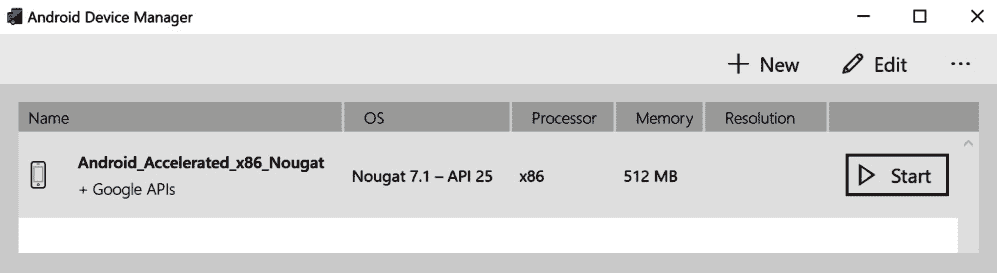 Android Device Manager
New Edit ...
Name OS Processor Memory Resolution
Android_Accelerated_x86_Nougat
+ Google APIs
Nougat 7.1 – API 25 x86 512 MB Start